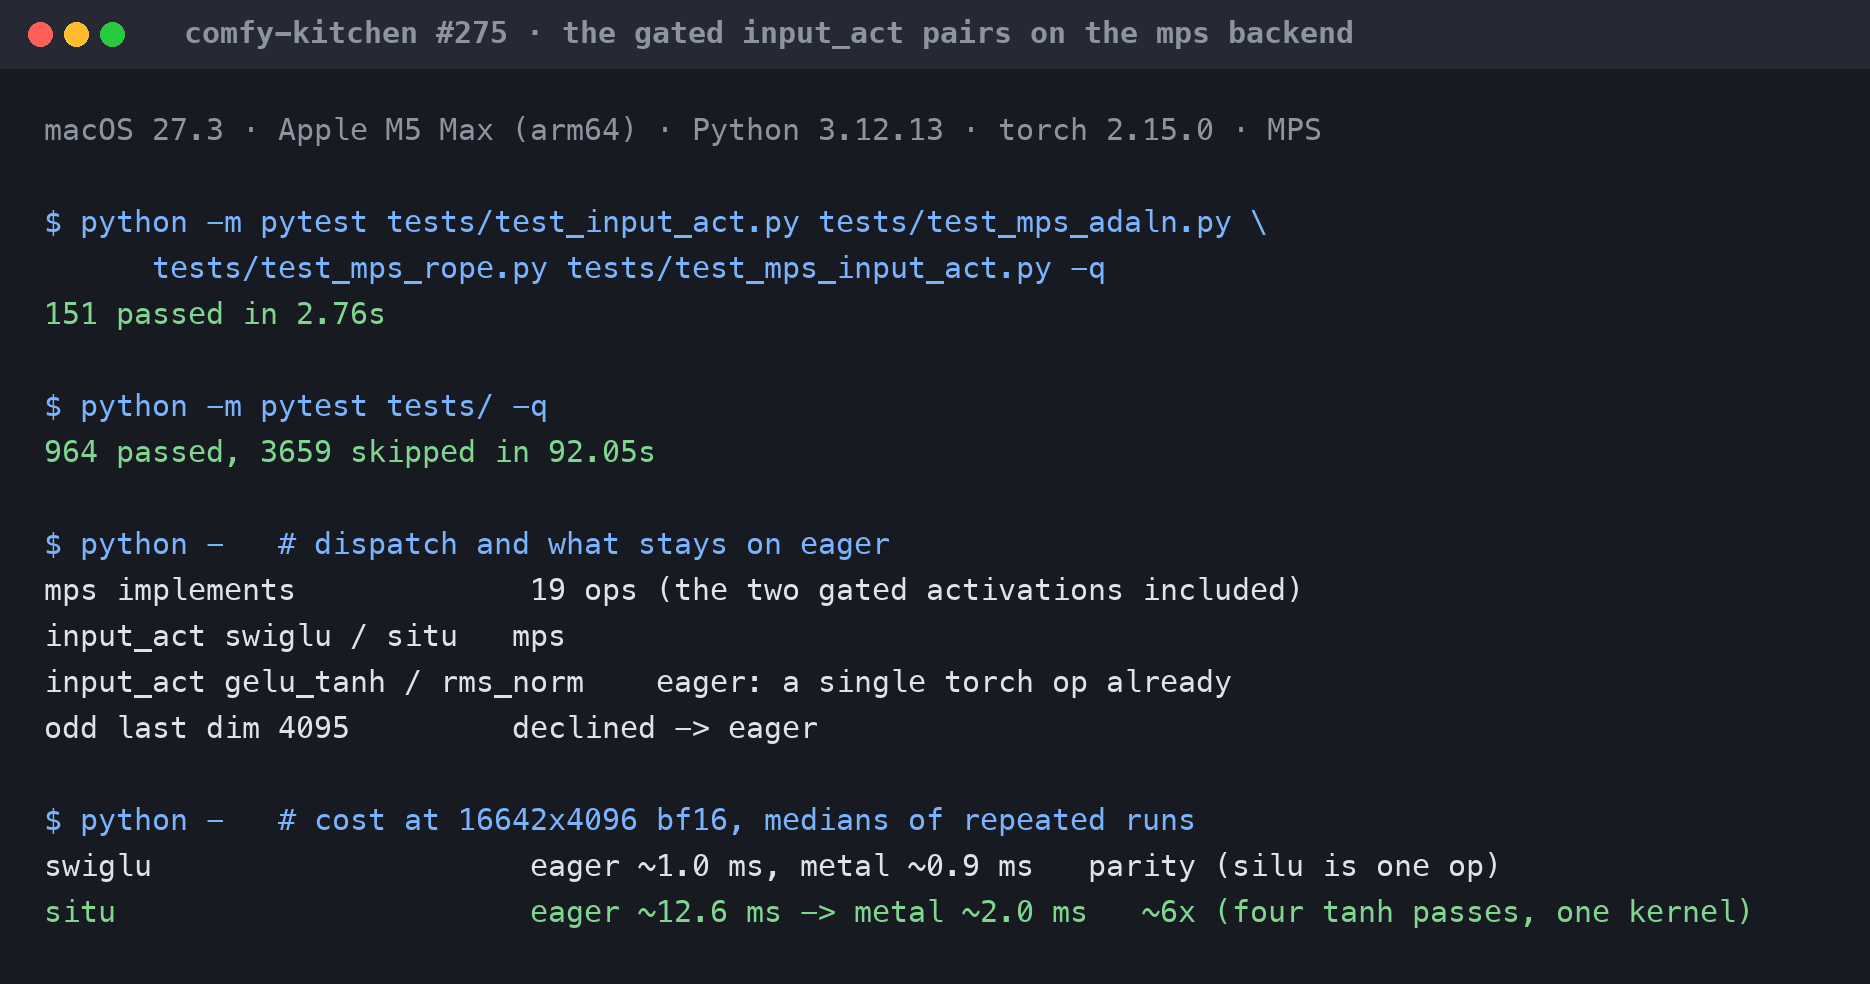 comfy-kitchen #275 · the gated input_act pairs on the mps backend
macOS 27.3 · Apple M5 Max (arm64) · Python 3.12.13 · torch 2.15.0 · MPS
$ python -m pytest tests/test_input_act.py tests/test_mps_adaln.py \
tests/test_mps_rope.py tests/test_mps_input_act.py -q
151 passed in 2.76s
$ python -m pytest tests/ -q
964 passed, 3659 skipped in 92.05s
$ python -   # dispatch and what stays on eager
mps implements             19 ops (the two gated activations included)
input_act swiglu / situ   mps
input_act gelu_tanh / rms_norm    eager: a single torch op already
odd last dim 4095         declined -> eager
$ python -   # cost at 16642x4096 bf16, medians of repeated runs
swiglu                     eager ~1.0 ms, metal ~0.9 ms   parity (silu is one op)
situ                       eager ~12.6 ms -> metal ~2.0 ms   ~6x (four tanh passes, one kernel)